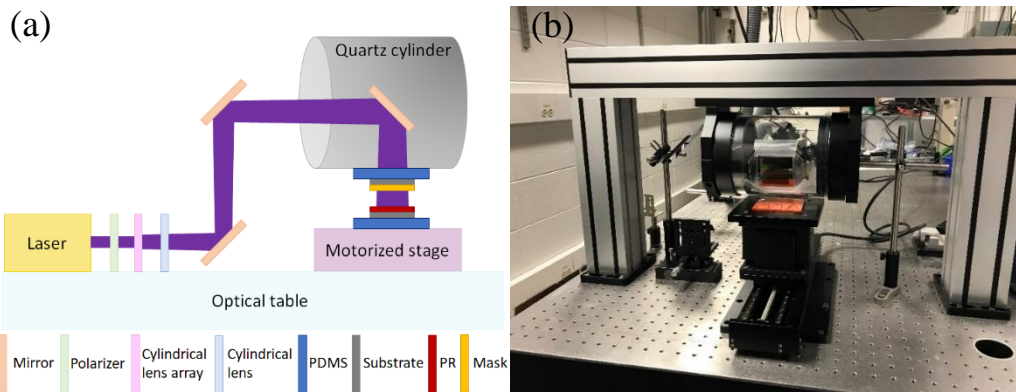 (a)
Quartz cylinder
Laser
Motorized stage
Optical table
Mirror
Polarizer
Cylindrical
lens array
Cylindrical
lens
PDMS
Substrate
PR
Mask
(b)